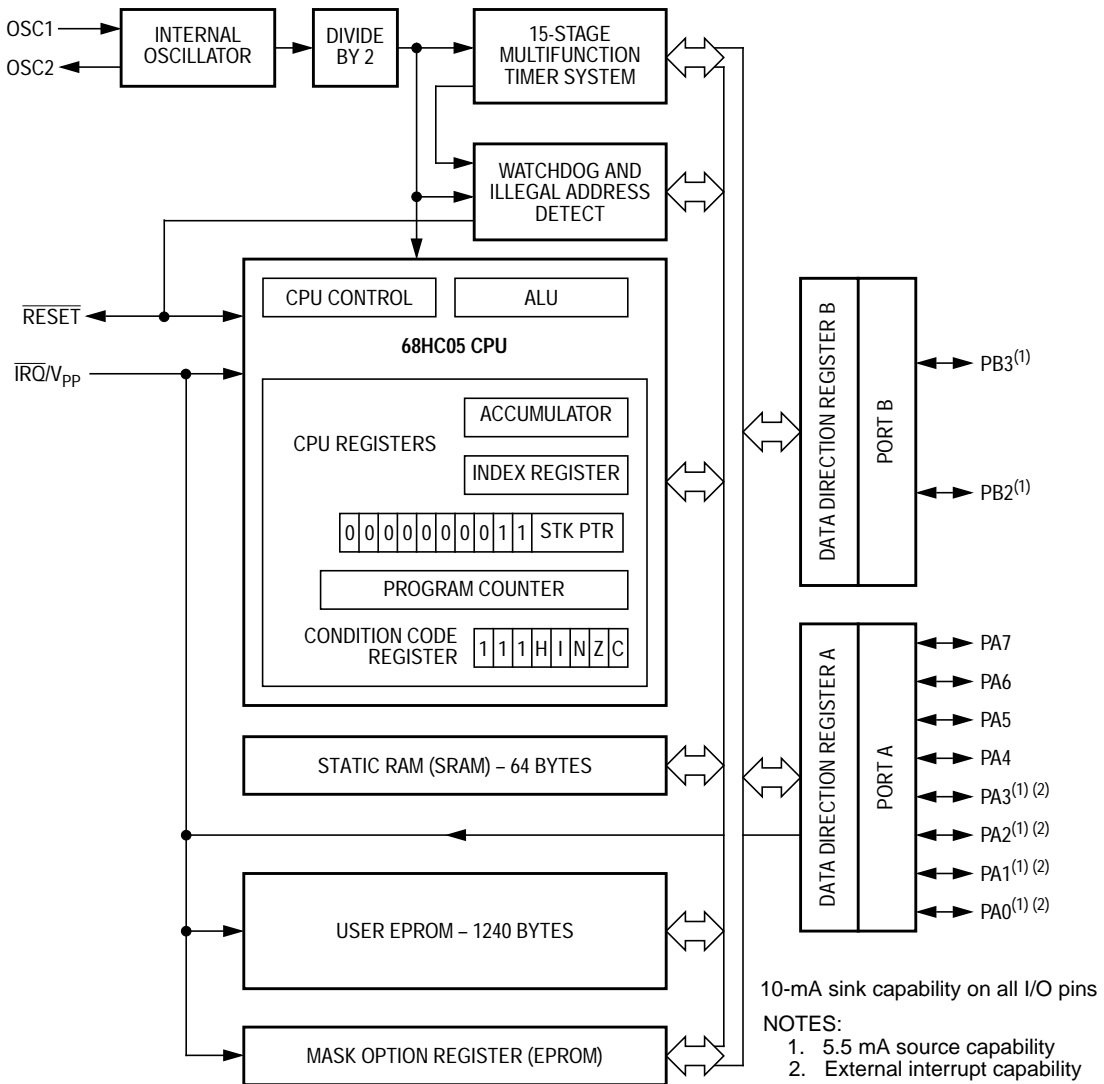 OSC1
OSC2
INTERNAL
OSCILLATOR
DIVIDE
BY 2
15-STAGE
MULTIFUNCTION
TIMER SYSTEM
WATCHDOG AND
ILLEGAL ADDRESS
DETECT
RESET
IRQ/VPP
CPU CONTROL
ALU
68HC05 CPU
CPU REGISTERS
ACCUMULATOR
INDEX REGISTER
0 0 0 0 0 0 0 0 1 1 STK PTR
PROGRAM COUNTER
CONDITION CODE
REGISTER
1 1 1 H I N Z C
STATIC RAM (SRAM) – 64 BYTES
USER EPROM – 1240 BYTES
MASK OPTION REGISTER (EPROM)
DATA DIRECTION REGISTER B
PORT B
PB3(1)
PB2(1)
DATA DIRECTION REGISTER A
PORT A
PA7
PA6
PA5
PA4
PA3(1) (2)
PA2(1) (2)
PA1(1) (2)
PA0(1) (2)
10-mA sink capability on all I/O pins
NOTES:
1. 5.5 mA source capability
2. External interrupt capability